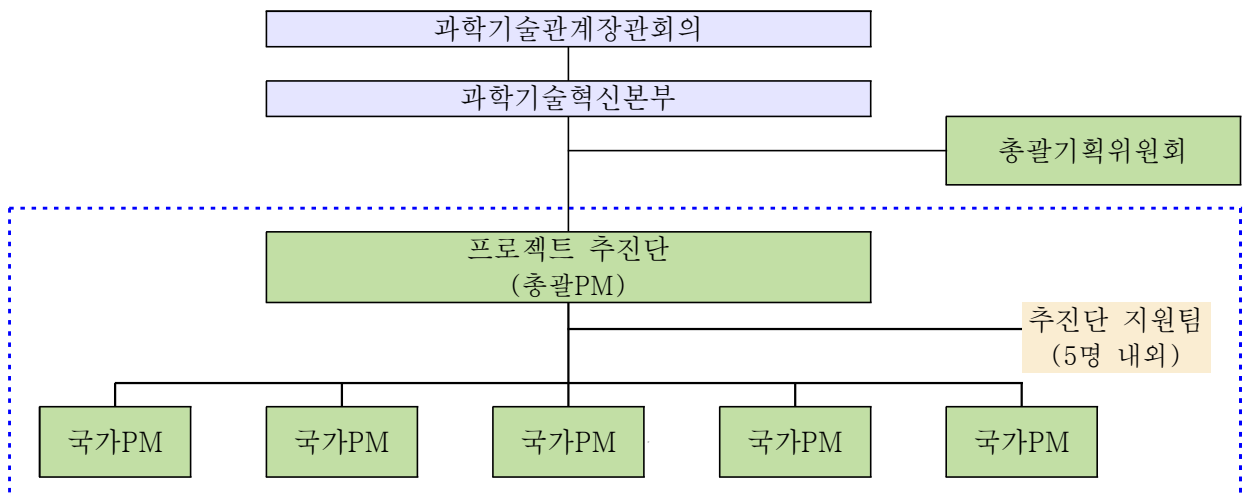 과학기술관계장관회의
과학기술혁신본부
총괄기획위원회
프로젝트 추진단
(총괄PM)
추진단 지원팀
(5명 내외)
국가PM
국가PM
국가PM
국가PM
국가PM